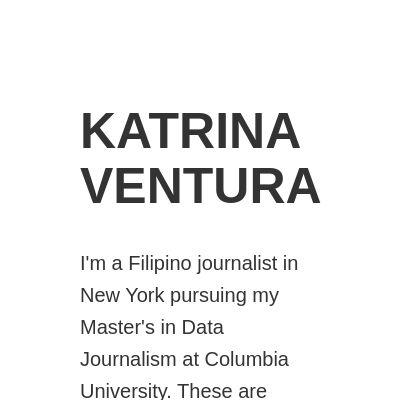 KATRINA
VENTURA
I'm a Filipino journalist in
New York pursuing my
Master's in Data
Journalism at Columbia
University. These are